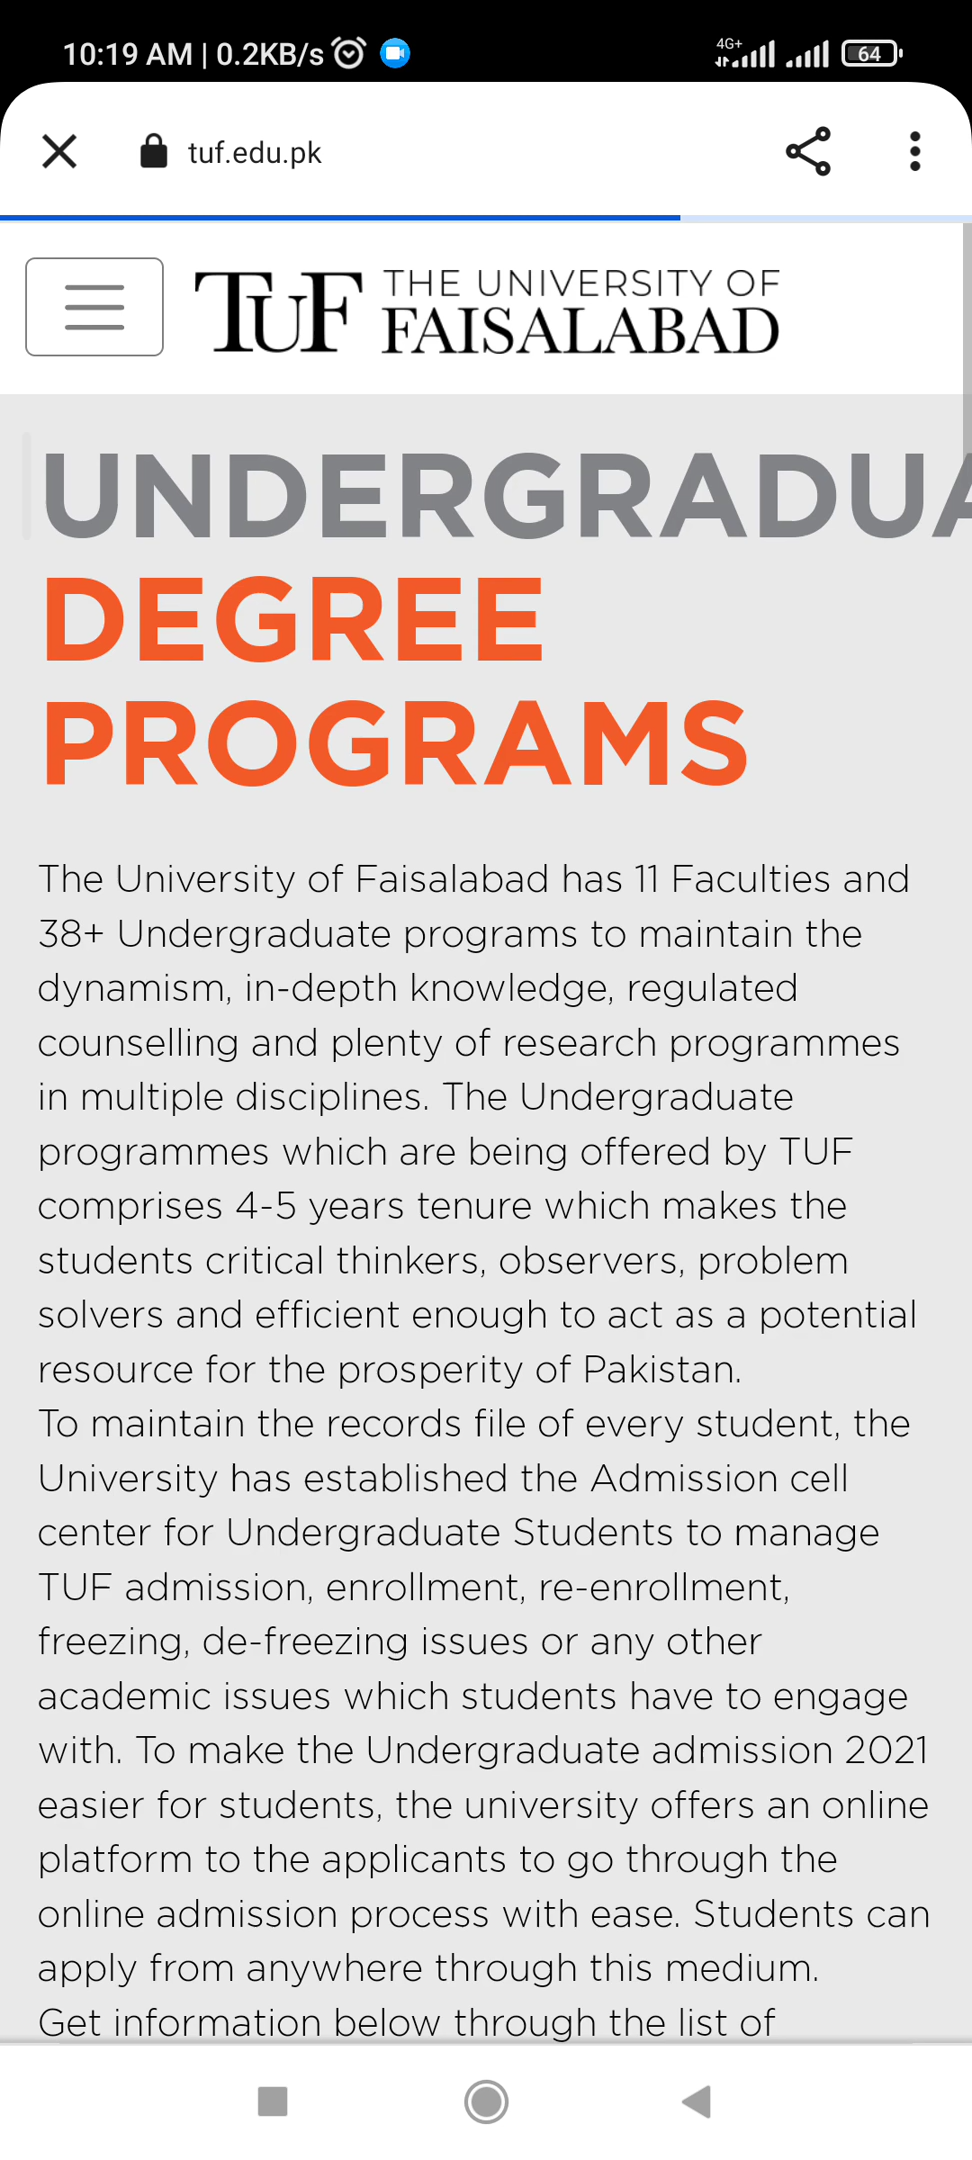 10:19 AM | 0.2KB/s
4G+
64
tuf.edu.pk
TUF THE UNIVERSITY OF
FAISALABAD
UNDERGRADUA
DEGREE
PROGRAMS
The University of Faisalabad has 11 Faculties and
38+ Undergraduate programs to maintain the
dynamism, in-depth knowledge, regulated
counselling and plenty of research programmes
in multiple disciplines. The Undergraduate
programmes which are being offered by TUF
comprises 4-5 years tenure which makes the
students critical thinkers, observers, problem
solvers and efficient enough to act as a potential
resource for the prosperity of Pakistan.
To maintain the records file of every student, the
University has established the Admission cell
center for Undergraduate Students to manage
TUF admission, enrollment, re-enrollment,
freezing, de-freezing issues or any other
academic issues which students have to engage
with. To make the Undergraduate admission 2021
easier for students, the university offers an online
platform to the applicants to go through the
online admission process with ease. Students can
apply from anywhere through this medium.
Get information below through the list of